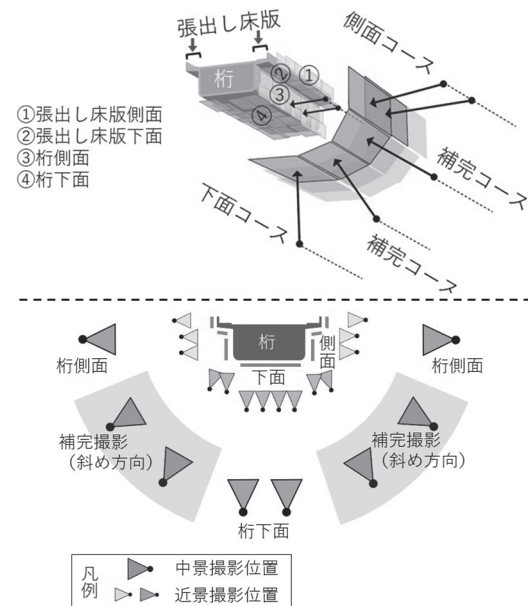 張出し床版
桁
①
②
③
④
側面コース
①張出し床版側面
②張出し床版下面
③桁側面
④桁下面
補完コース
下面コース
補完コース
桁
側面
下面
桁側面
桁側面
補完撮影
（斜め方向）
補完撮影
（斜め方向）
桁下面
凡例
中景撮影位置
近景撮影位置